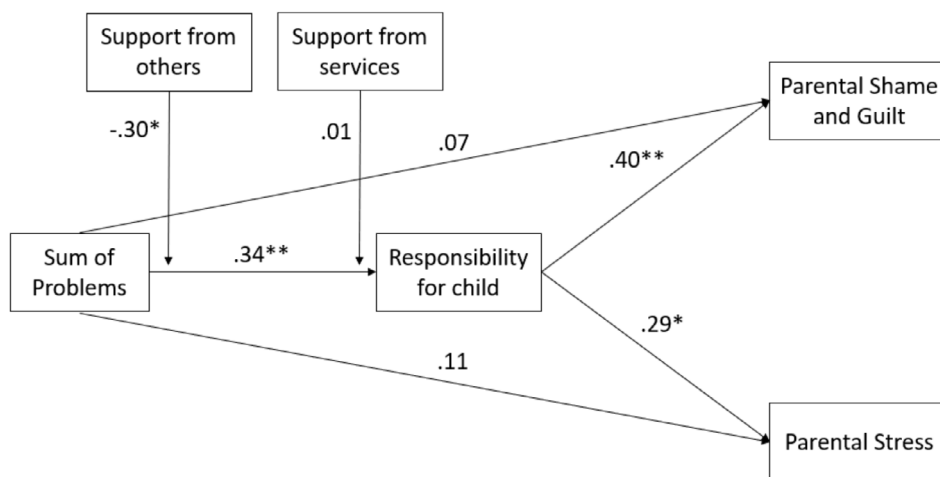 Support from
others
Support from
services
Parental Shame
and Guilt
-.30*
.01
.07
.40**
Sum of
Problems
.34**
Responsibility
for child
.29*
.11
Parental Stress